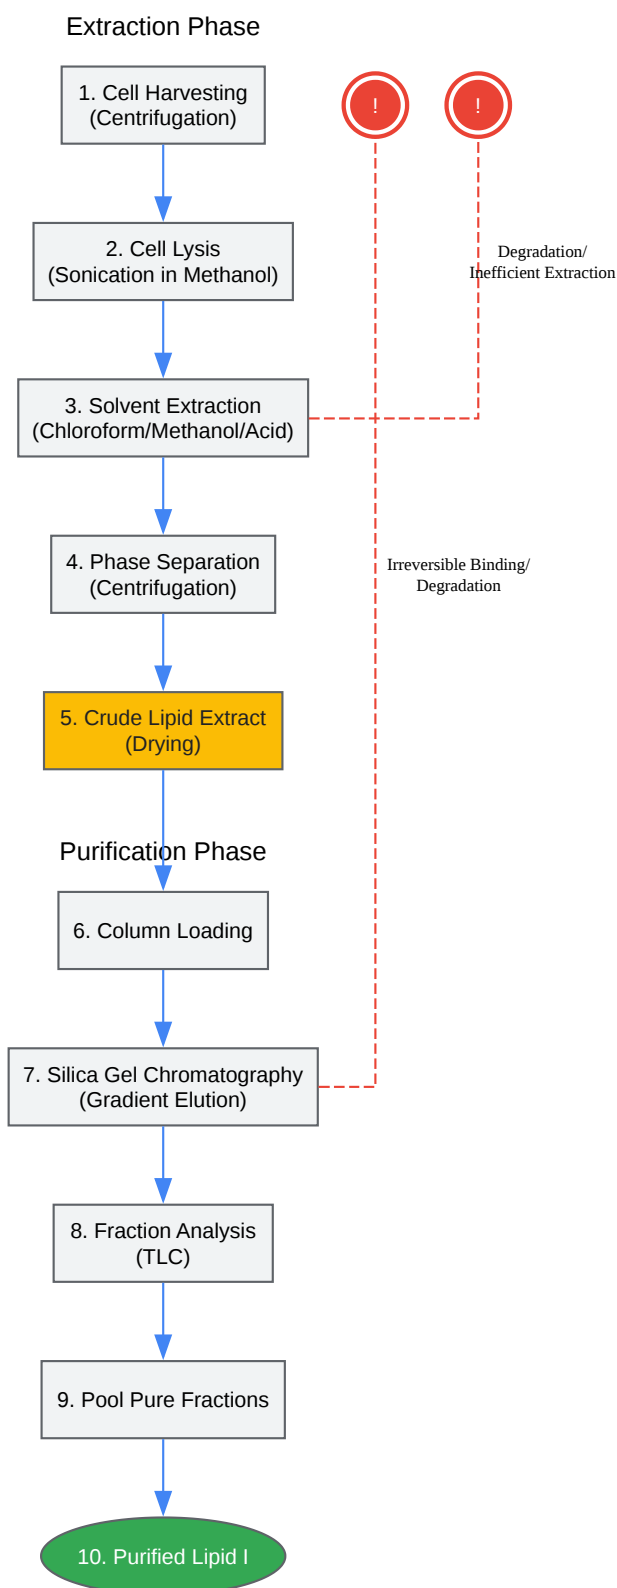 Extraction Phase
1. Cell Harvesting
(Centrifugation)
!
!
2. Cell Lysis
(Sonication in Methanol)
Degradation/
Inefficient Extraction
3. Solvent Extraction
(Chloroform/Methanol/Acid)
4. Phase Separation
(Centrifugation)
Irreversible Binding/
Degradation
5. Crude Lipid Extract
(Drying)
Purification Phase
6. Column Loading
7. Silica Gel Chromatography
(Gradient Elution)
8. Fraction Analysis
(TLC)
9. Pool Pure Fractions
10. Purified Lipid I